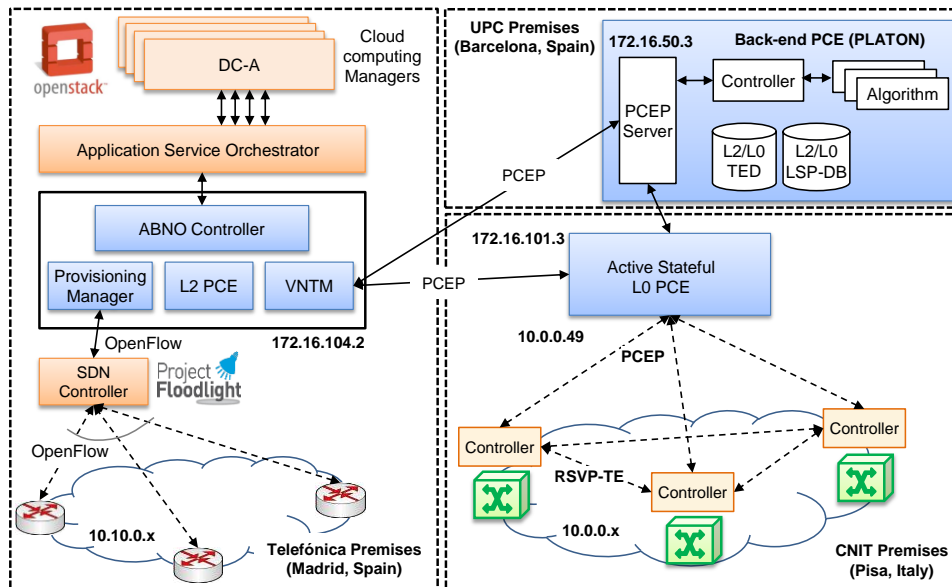 openstack™
DC-A
Cloud
computing
Managers
Application Service Orchestrator
ABNO Controller
Provisioning
Manager
L2 PCE
VNTM
OpenFlow
172.16.104.2
SDN
Controller
Project
Floodlight
OpenFlow
10.10.0.x
Telefónica Premises
(Madrid, Spain)
UPC Premises
(Barcelona, Spain)
172.16.50.3
Back-end PCE (PLATON)
PCEP
Server
Controller
Algorithm
L2/L0
TED
L2/L0
LSP-DB
PCEP
PCEP
172.16.101.3
Active Stateful
L0 PCE
10.0.0.49
PCEP
Controller
Controller
RSVP-TE
Controller
10.0.0.x
CNIT Premises
(Pisa, Italy)